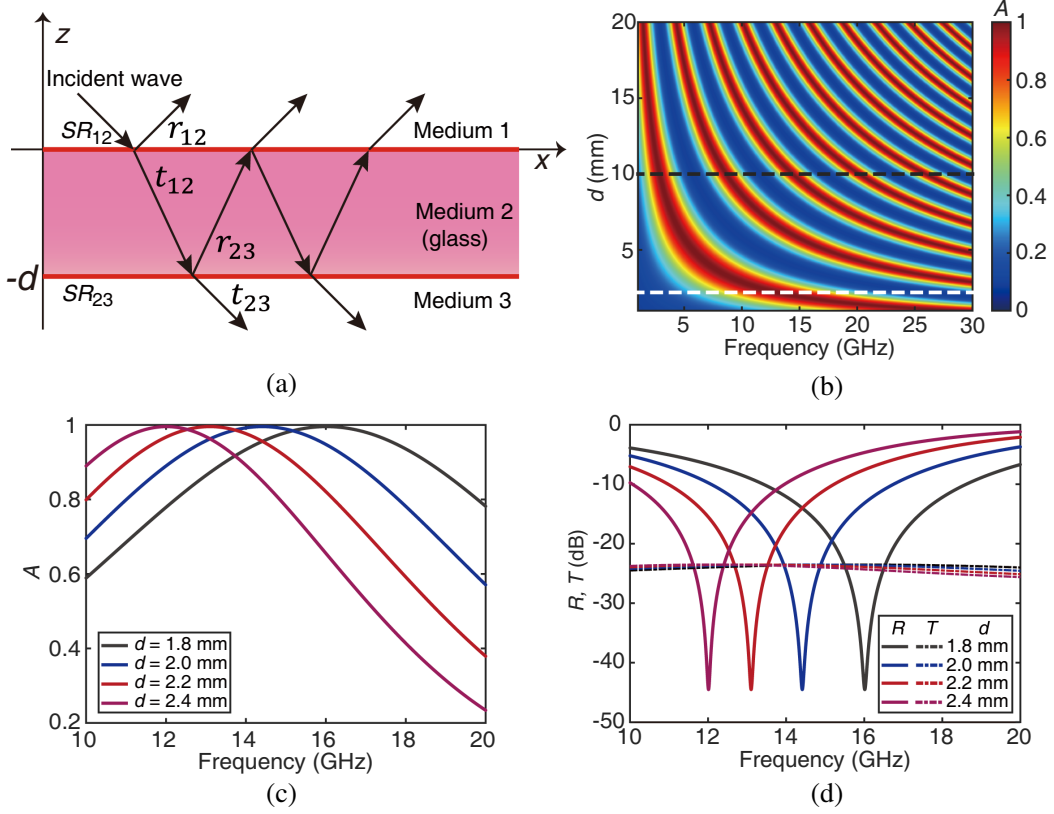 z
Incident wave
SR12
r12
Medium 1
x
t12
Medium 2
(glass)
r23
-d
SR23
t23
Medium 3
(a)
A
20
15
10
5
d (mm)
5 10 15 20 25 30
Frequency (GHz)
1
0.8
0.6
0.4
0.2
0
(b)
1
0.8
0.6
0.4
0.2
A
d = 1.8 mm
d = 2.0 mm
d = 2.2 mm
d = 2.4 mm
10 12 14 16 18 20
Frequency (GHz)
(c)
0
-10
-20
-30
-40
-50
R, T (dB)
R T d
1.8 mm
2.0 mm
2.2 mm
2.4 mm
10 12 14 16 18 20
Frequency (GHz)
(d)